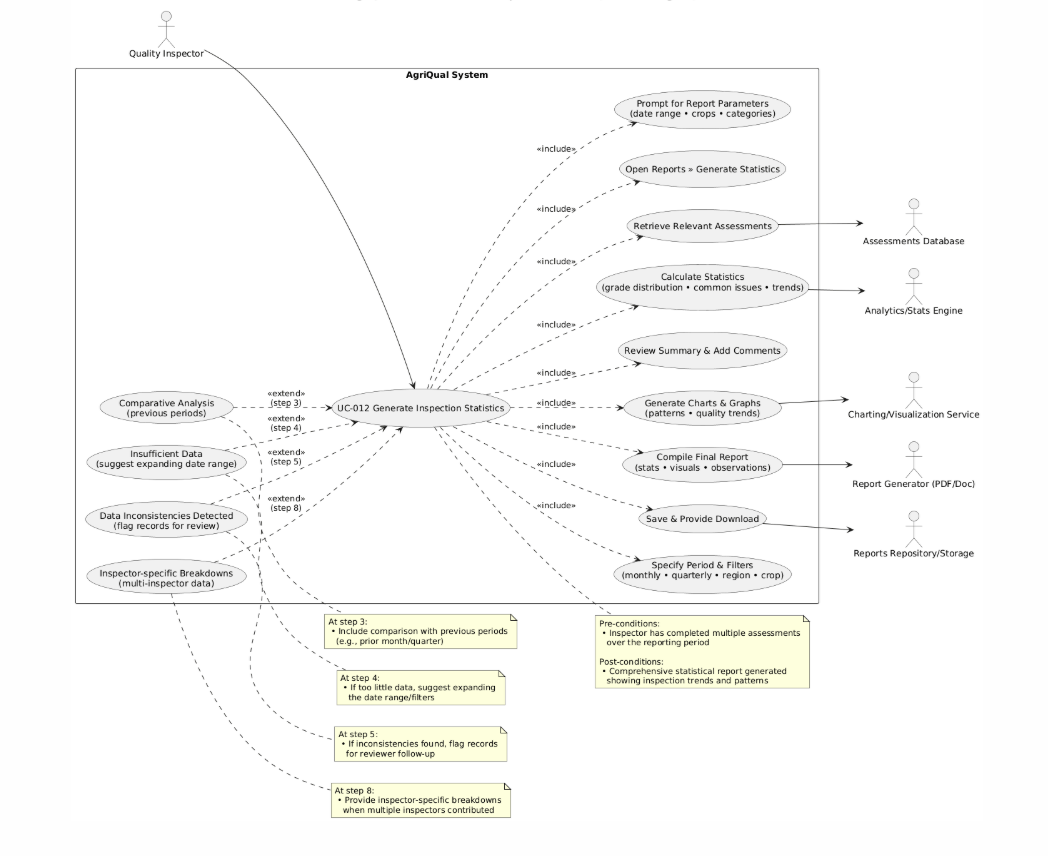 Quality Inspector
AgriQual System
Prompt for Report Parameters
(date range • crops • categories)
«include»
Open Reports » Generate Statistics
«include»
Retrieve Relevant Assessments
Assessments Database
«include»
Calculate Statistics
(grade distribution • common issues • trends)
Analytics/Stats Engine
«include»
Review Summary & Add Comments
«include»
Comparative Analysis
(previous periods)
«extend»
(step 3)
UC-012 Generate Inspection Statistics
«include»
Generate Charts & Graphs
(patterns • quality trends)
Charting/Visualization Service
«extend»
(step 4)
«include»
Insufficient Data
(suggest expanding date range)
«extend»
(step 5)
«include»
Compile Final Report
(stats • visuals • observations)
Report Generator (PDF/Doc)
Data Inconsistencies Detected
(flag records for review)
«extend»
(step 8)
«include»
Save & Provide Download
Reports Repository/Storage
Inspector-specific Breakdowns
(multi-inspector data)
Specify Period & Filters
(monthly • quarterly • region • crop)
At step 3:
• Include comparison with previous periods
(e.g., prior month/quarter)
Pre-conditions:
• Inspector has completed multiple assessments
over the reporting period
Post-conditions:
• Comprehensive statistical report generated
showing inspection trends and patterns
At step 4:
• If too little data, suggest expanding
the date range/filters
At step 5:
• If inconsistencies found, flag records
for reviewer follow-up
At step 8:
• Provide inspector-specific breakdowns
when multiple inspectors contributed